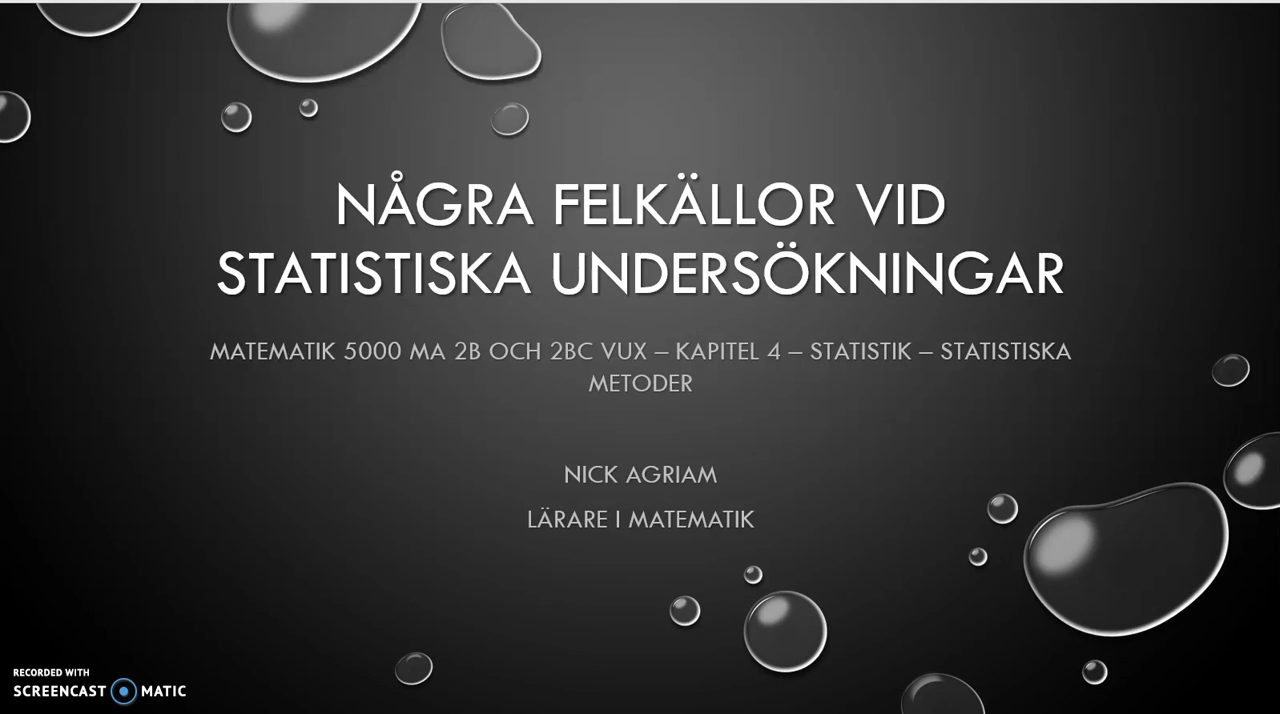 NÅGRA FELKÄLLOR VID
STATISTISKA UNDERSÖKNINGAR
MATEMATIK 5000 MA 2B OCH 2BC VUX – KAPITEL 4 – STATISTIK – STATISTISKA
METODER
NICK AGRIAM
LÄRARE I MATEMATIK
RECORDED WITH
SCREENCAST MATIC